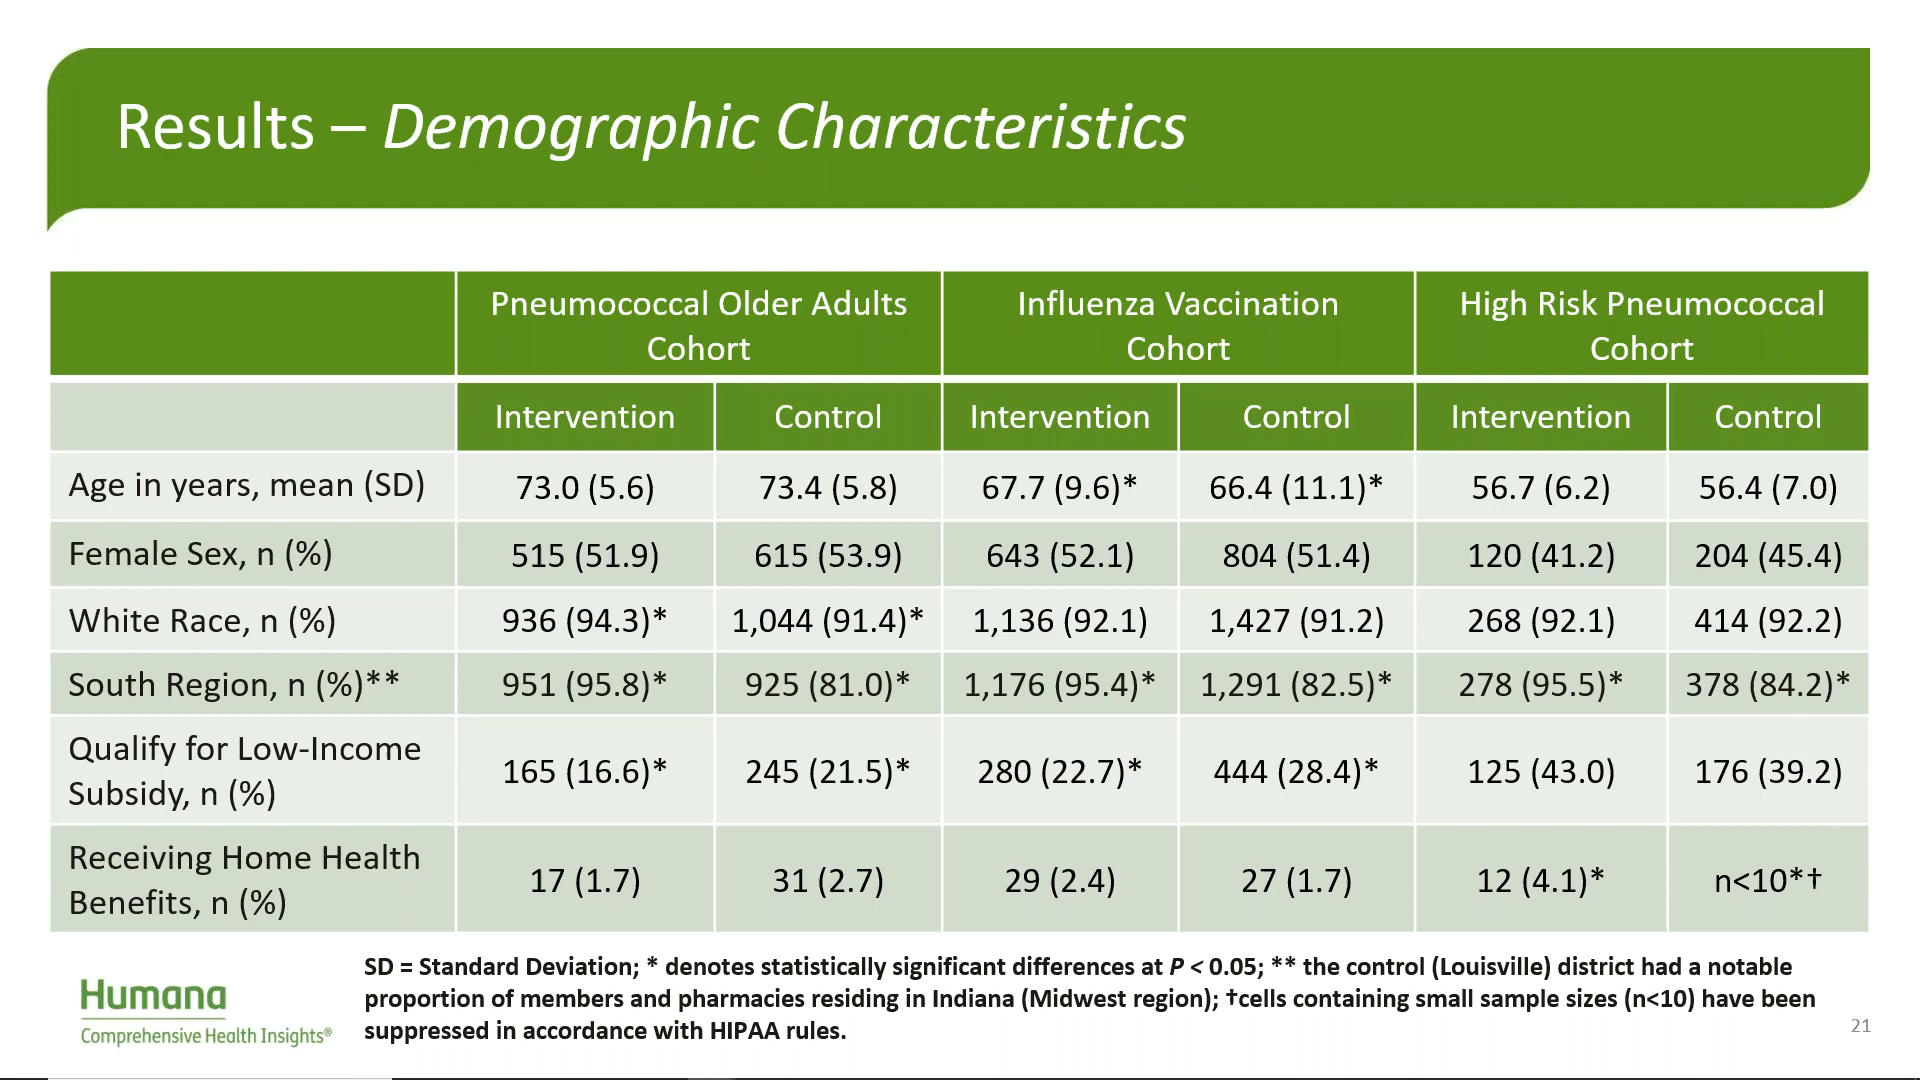 Results – Demographic Characteristics
Pneumococcal Older Adults Cohort Influenza Vaccination Cohort High Risk Pneumococcal Cohort
Intervention Control Intervention Control Intervention Control
Age in years, mean (SD) 73.0 (5.6) 73.4 (5.8) 67.7 (9.6)* 66.4 (11.1)* 56.7 (6.2) 56.4 (7.0)
Female Sex, n (%) 515 (51.9) 615 (53.9) 643 (52.1) 804 (51.4) 120 (41.2) 204 (45.4)
White Race, n (%) 936 (94.3)* 1,044 (91.4)* 1,136 (92.1) 1,427 (91.2) 268 (92.1) 414 (92.2)
South Region, n (%)** 951 (95.8)* 925 (81.0)* 1,176 (95.4)* 1,291 (82.5)* 278 (95.5)* 378 (84.2)*
Qualify for Low-Income Subsidy, n (%) 165 (16.6)* 245 (21.5)* 280 (22.7)* 444 (28.4)* 125 (43.0) 176 (39.2)
Receiving Home Health Benefits, n (%) 17 (1.7) 31 (2.7) 29 (2.4) 27 (1.7) 12 (4.1)* n<10*†
SD = Standard Deviation; * denotes statistically significant differences at P < 0.05; ** the control (Louisville) district had a notable
proportion of members and pharmacies residing in Indiana (Midwest region); †cells containing small sample sizes (n<10) have been
suppressed in accordance with HIPAA rules.
Humana
Comprehensive Health Insights®
21